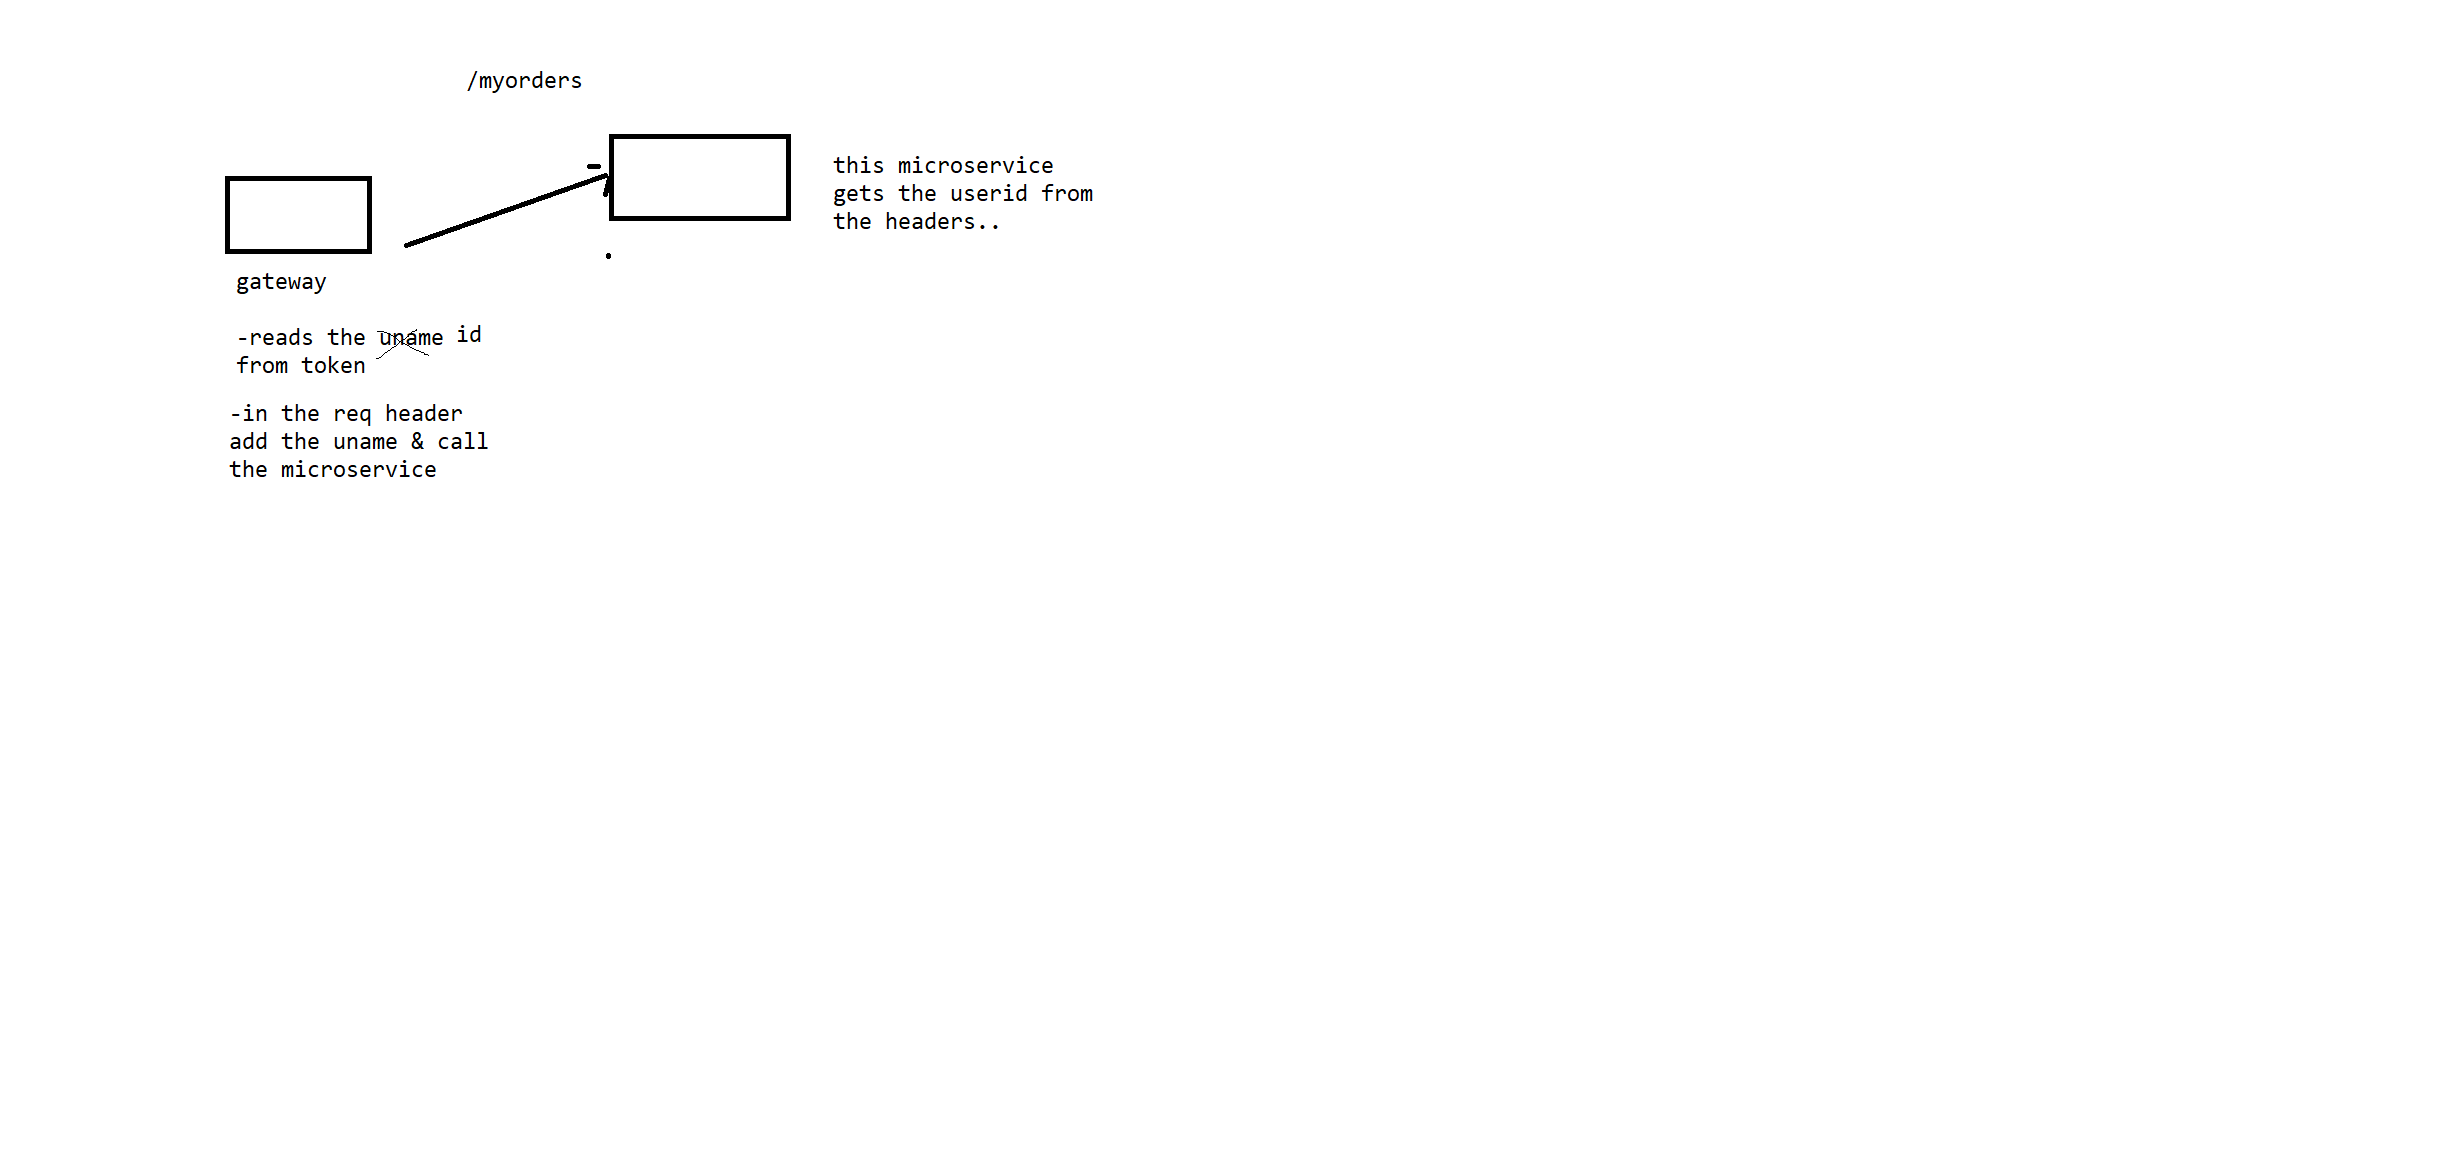 /myorders
this microservice
gets the userid from
the headers..
gateway
-reads the uname id
from token
-in the req header
add the uname & call
the microservice